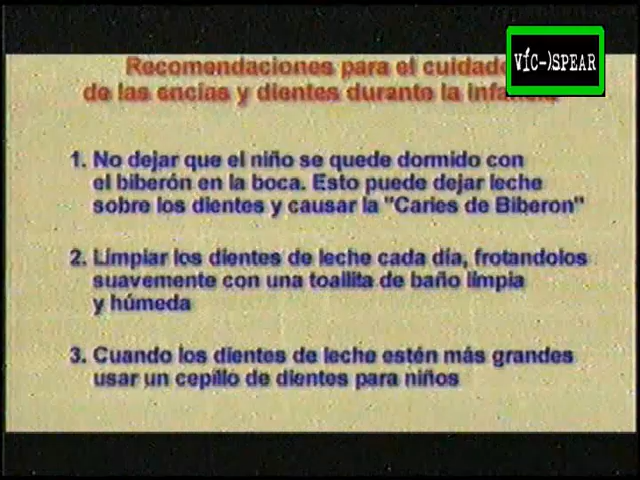 VÍC-)SPEAR
Recomendaciones para el cuidado
de las encías y dientes durante la infancia
1. No dejar que el niño se quede dormido con
el biberón en la boca. Esto puede dejar leche
sobre los dientes y causar la "Caries de Biberon"
2. Limpiar los dientes de leche cada día, frotandolos
suavemente con una toallita de baño limpia
y húmeda
3. Cuando los dientes de leche estén más grandes
usar un cepillo de dientes para niños